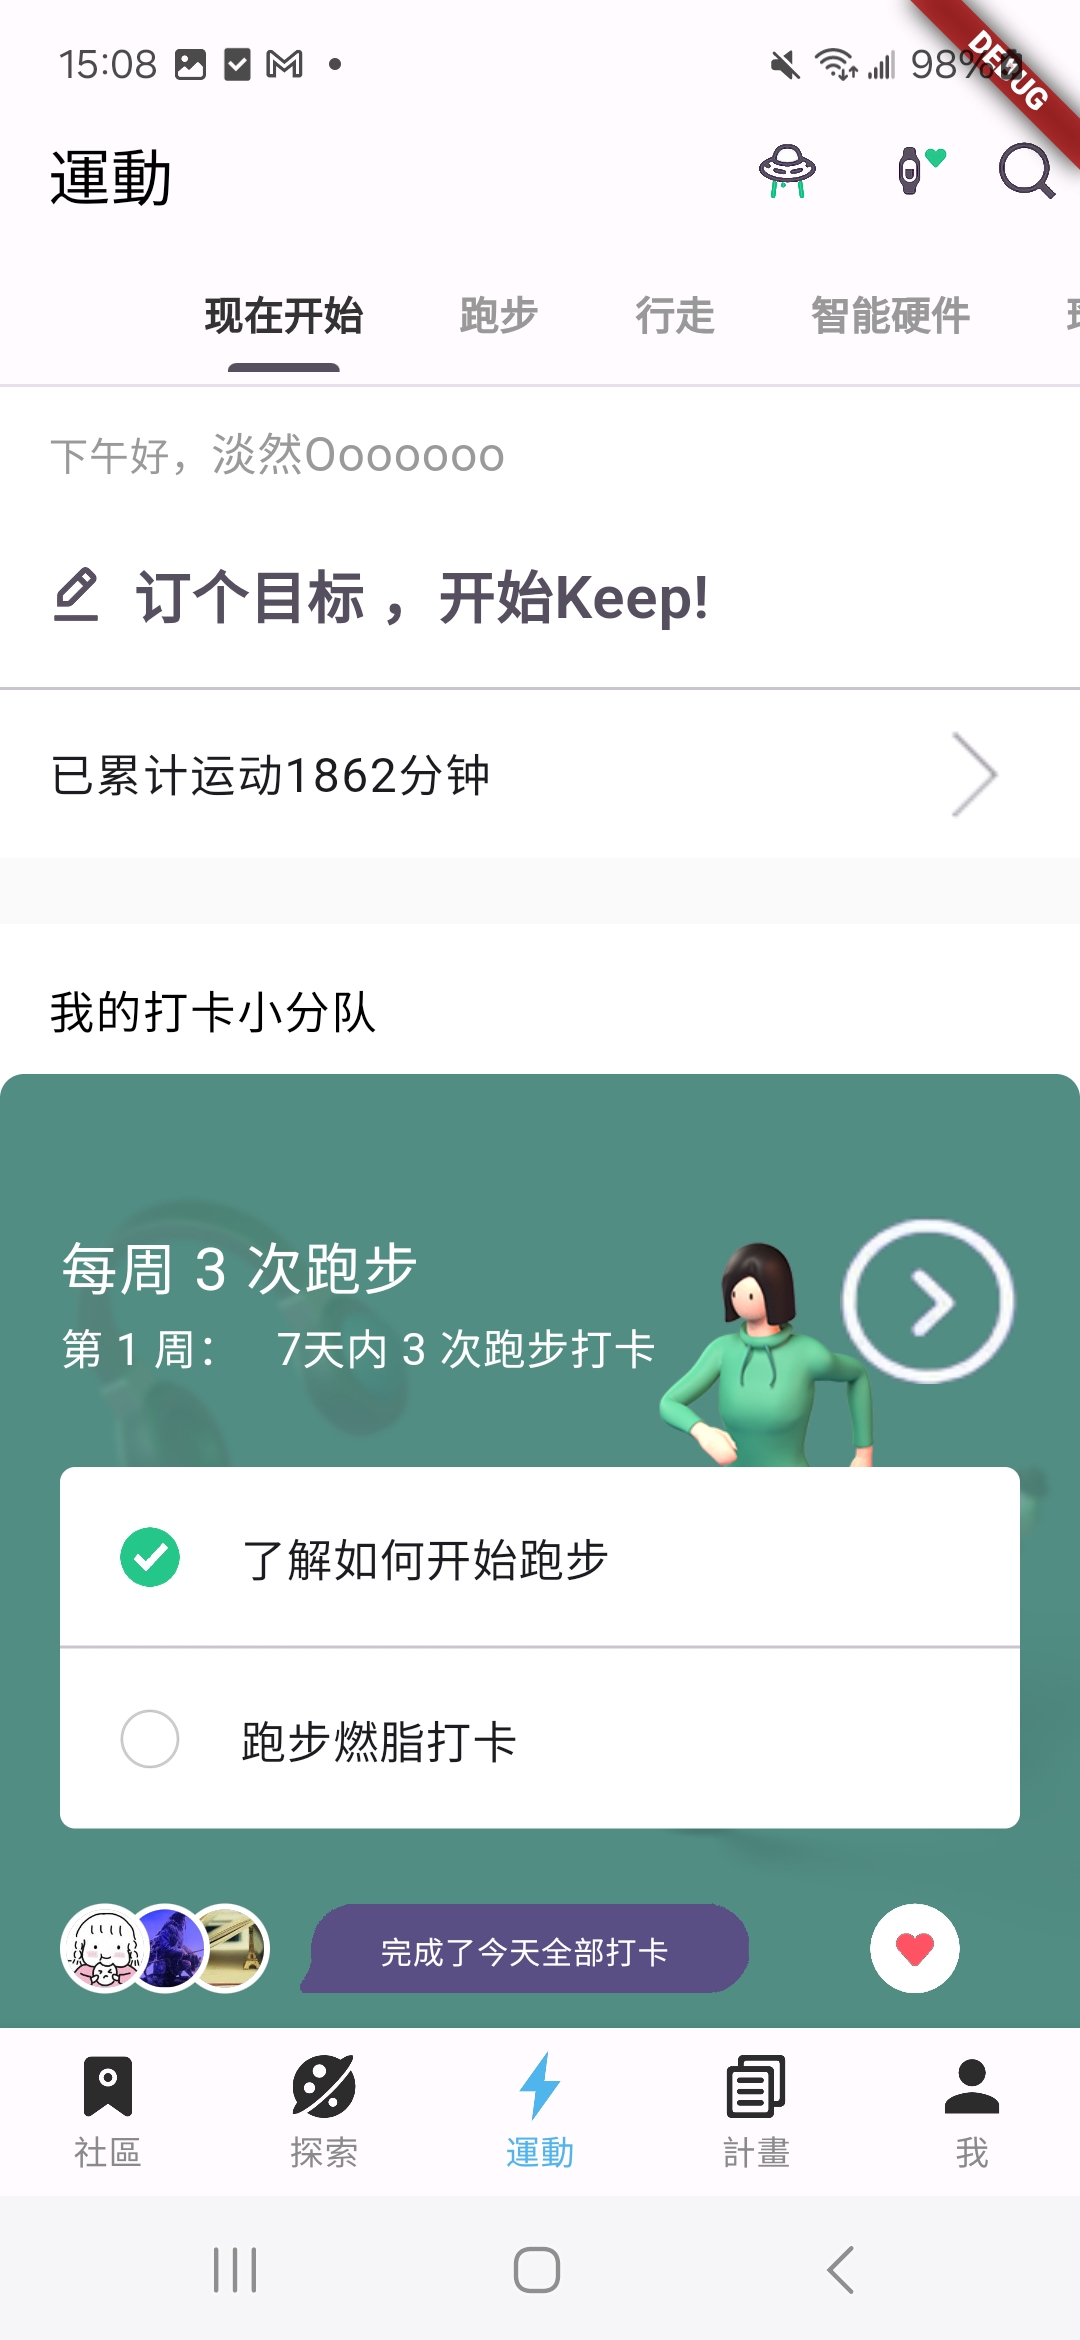 15:08
98%
DEBUG
運動
现在开始 跑步 行走 智能硬件
下午好，淡然Ooooooo
订个目标 ，开始Keep!
已累计运动1862分钟
我的打卡小分队
每周 3 次跑步
第 1 周： 7天内 3 次跑步打卡
了解如何开始跑步
跑步燃脂打卡
完成了今天全部打卡
社區 探索 運動 計畫 我